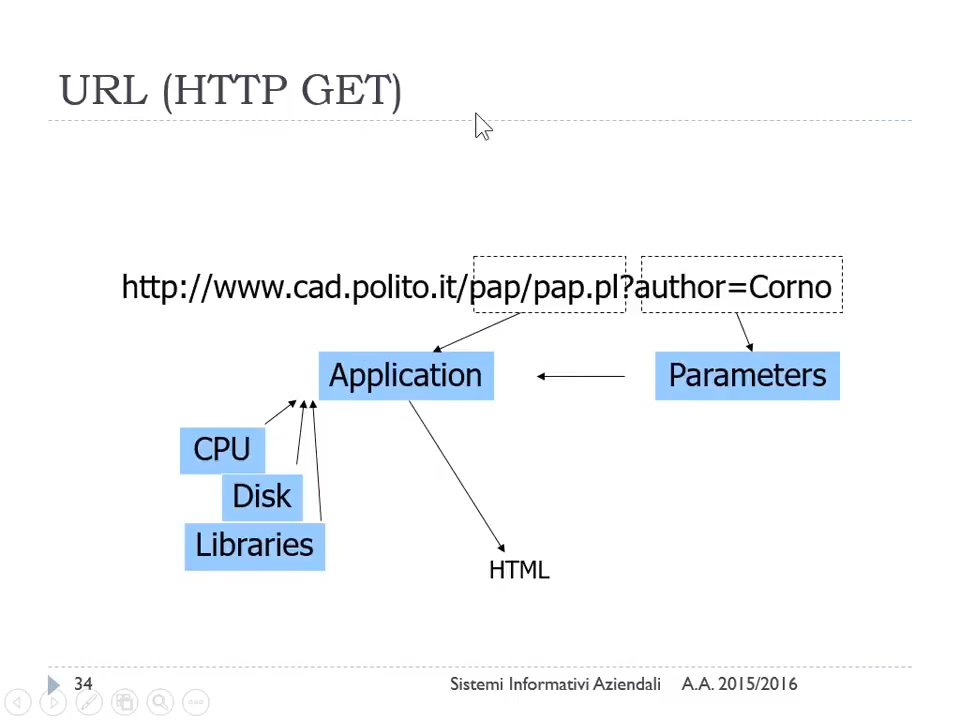 URL (HTTP GET)
http://www.cad.polito.it/pap/pap.pl?author=Corno
Application
Parameters
CPU
Disk
Libraries
HTML
34
Sistemi Informativi Aziendali A.A. 2015/2016